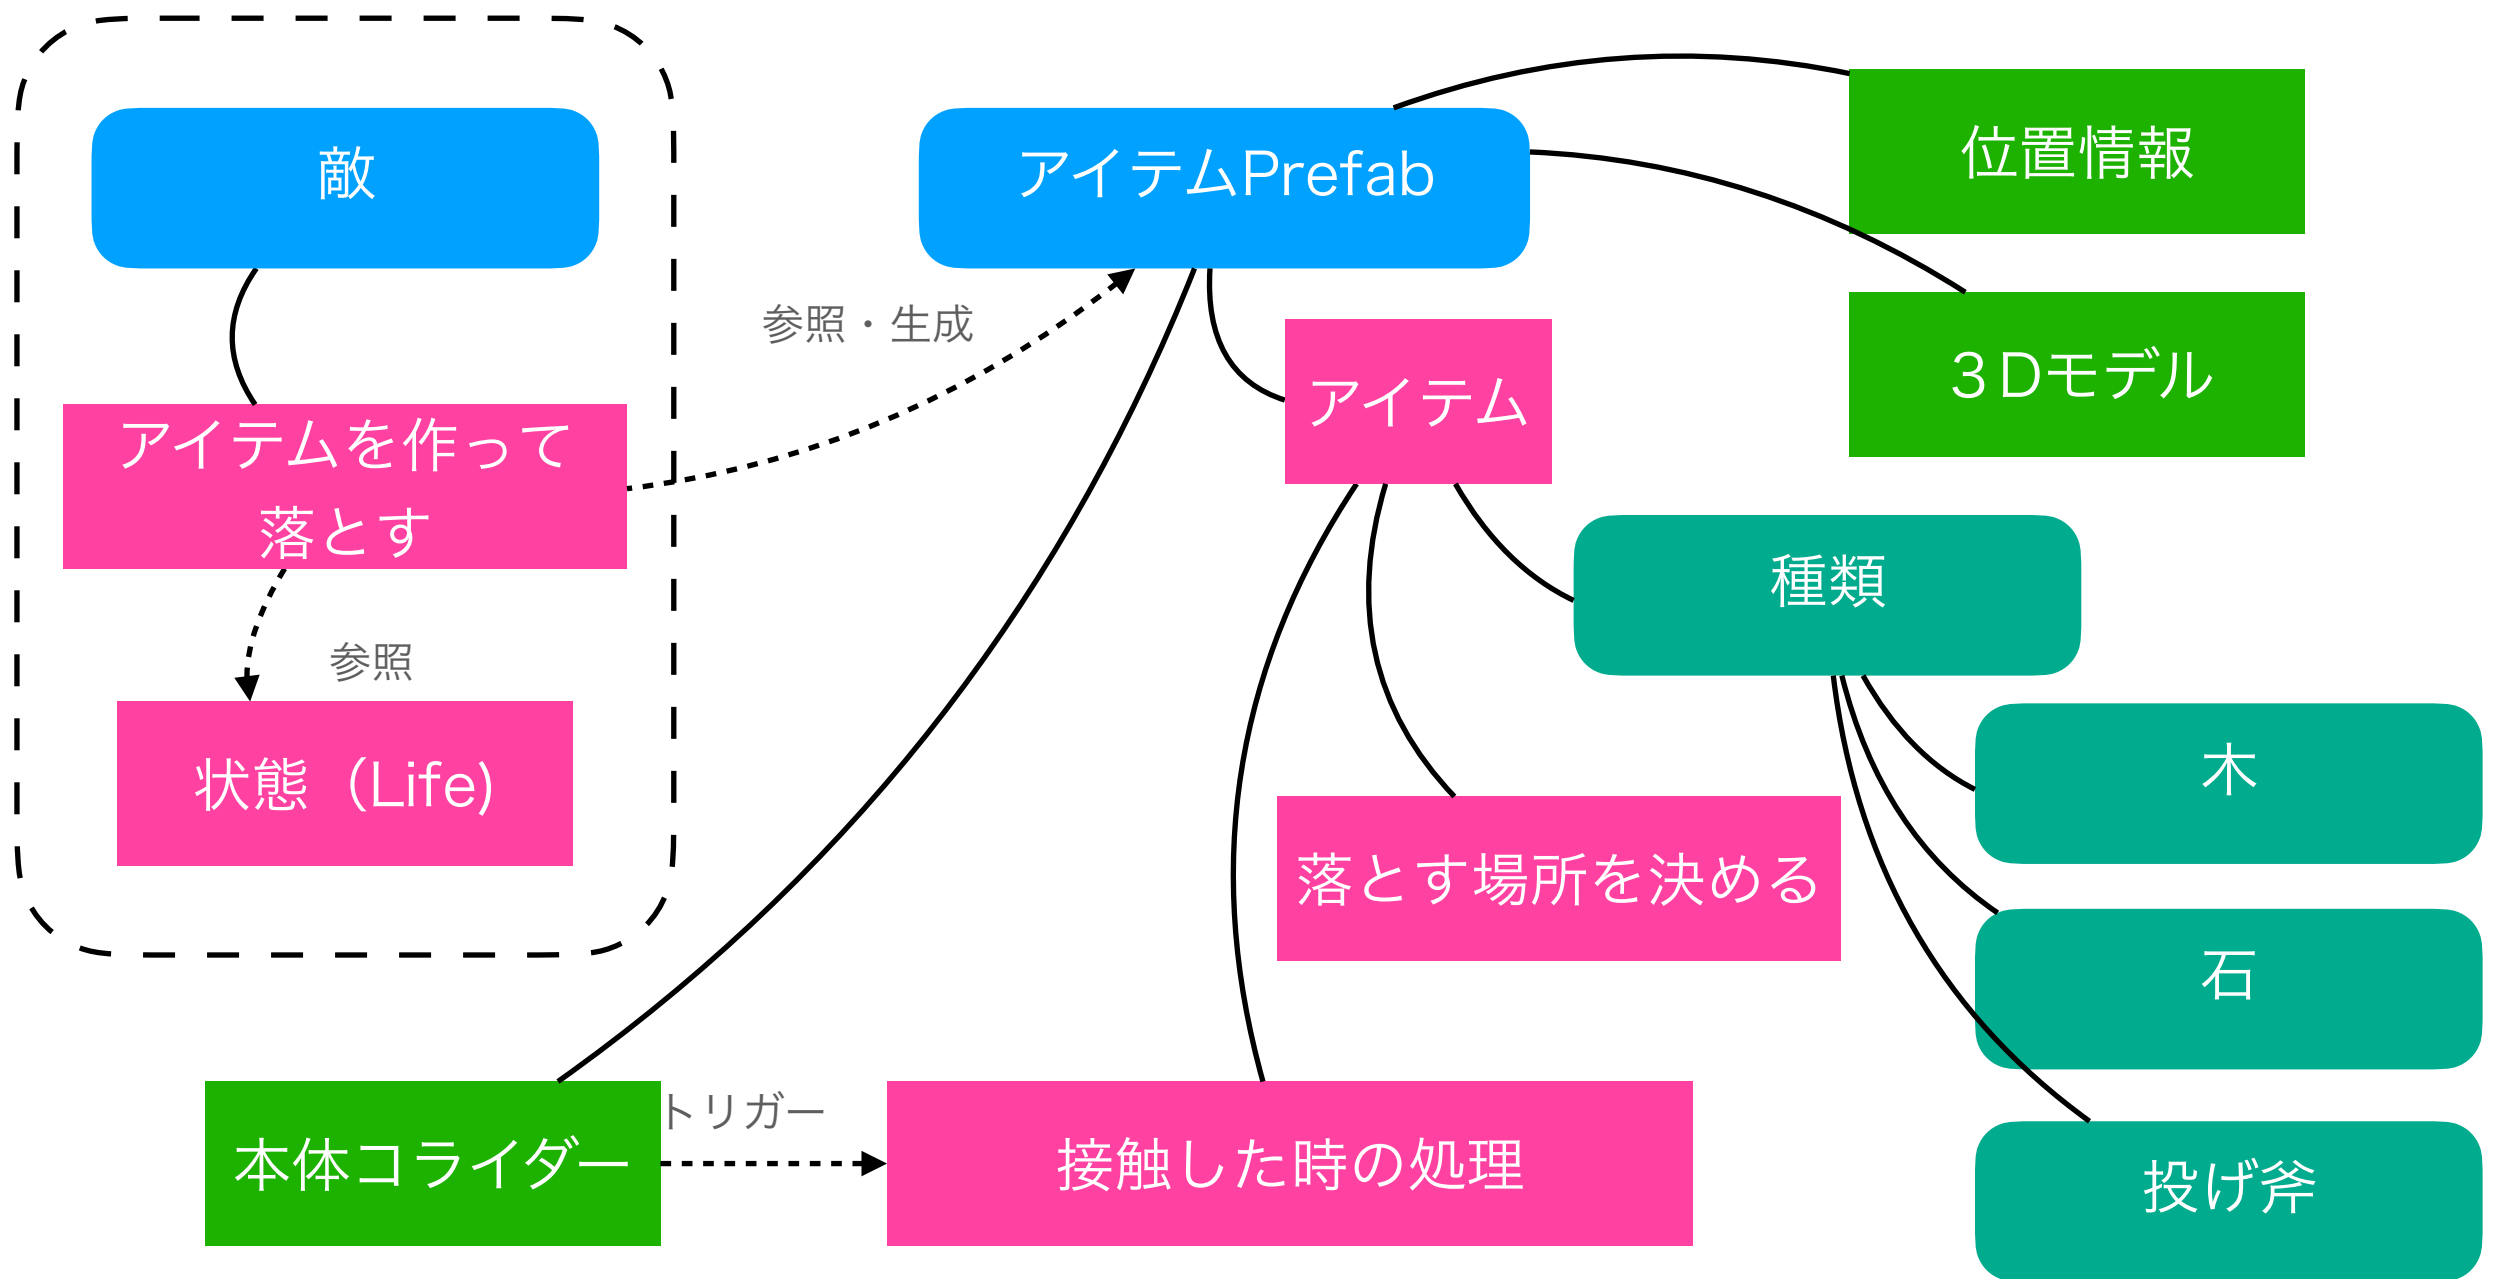 敵
アイテムPrefab
位置情報
参照・生成
３Dモデル
アイテム
アイテムを作って
落とす
種類
参照
木
状態（Life）
落とす場所を決める
石
トリガー
本体コライダー
接触した時の処理
投げ斧